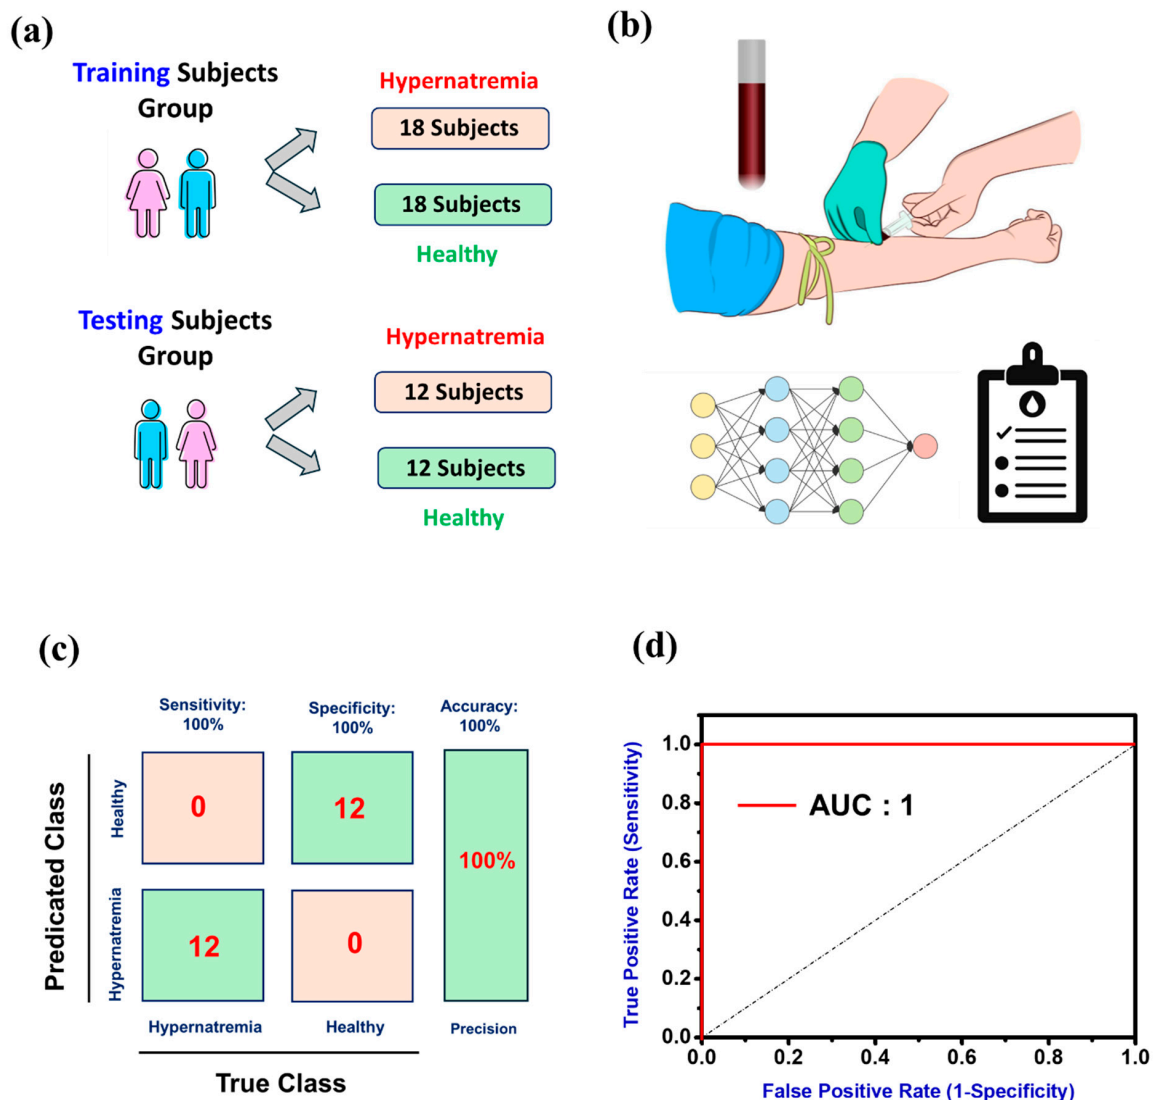 (a)
Training Subjects
Group
Hypernatremia
18 Subjects
18 Subjects
Healthy
Testing Subjects
Group
Hypernatremia
12 Subjects
12 Subjects
Healthy
(b)
(c)
Sensitivity:
100%
Specificity:
100%
Accuracy:
100%
Predicated Class
Healthy
Hypernatremia
0
12
100%
12
0
Hypernatremia
Healthy
Precision
True Class
(d)
True Positive Rate (Sensitivity)
1.0
0.8
0.6
0.4
0.2
0.0
AUC : 1
0.0
0.2
0.4
0.6
0.8
1.0
False Positive Rate (1-Specificity)